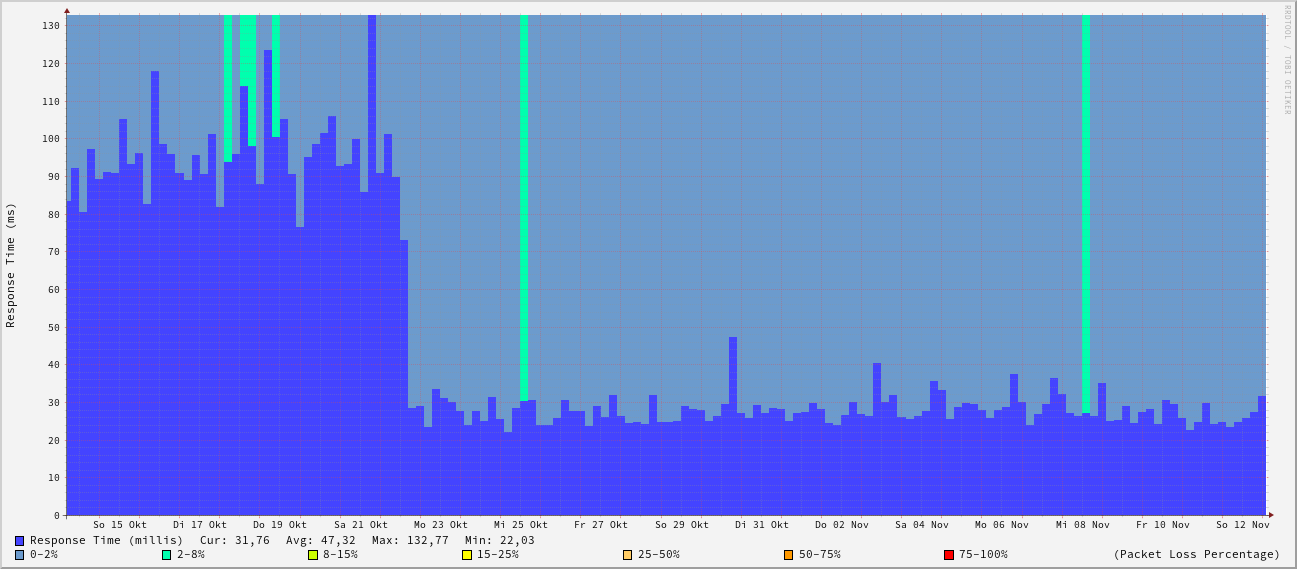 RRDTOOL / TOBI OETIKER
Response Time (ms)
130
120
110
100
90
80
70
60
50
40
30
20
10
0
So 15 Okt Di 17 Okt Do 19 Okt Sa 21 Okt Mo 23 Okt Mi 25 Okt Fr 27 Okt So 29 Okt Di 31 Okt Do 02 Nov Sa 04 Nov Mo 06 Nov Mi 08 Nov Fr 10 Nov So 12 Nov
Response Time (millis) Cur: 31,76 Avg: 47,32 Max: 132,77 Min: 22,03
0-2% 2-8% 8-15% 15-25% 25-50% 50-75% 75-100% (Packet Loss Percentage)